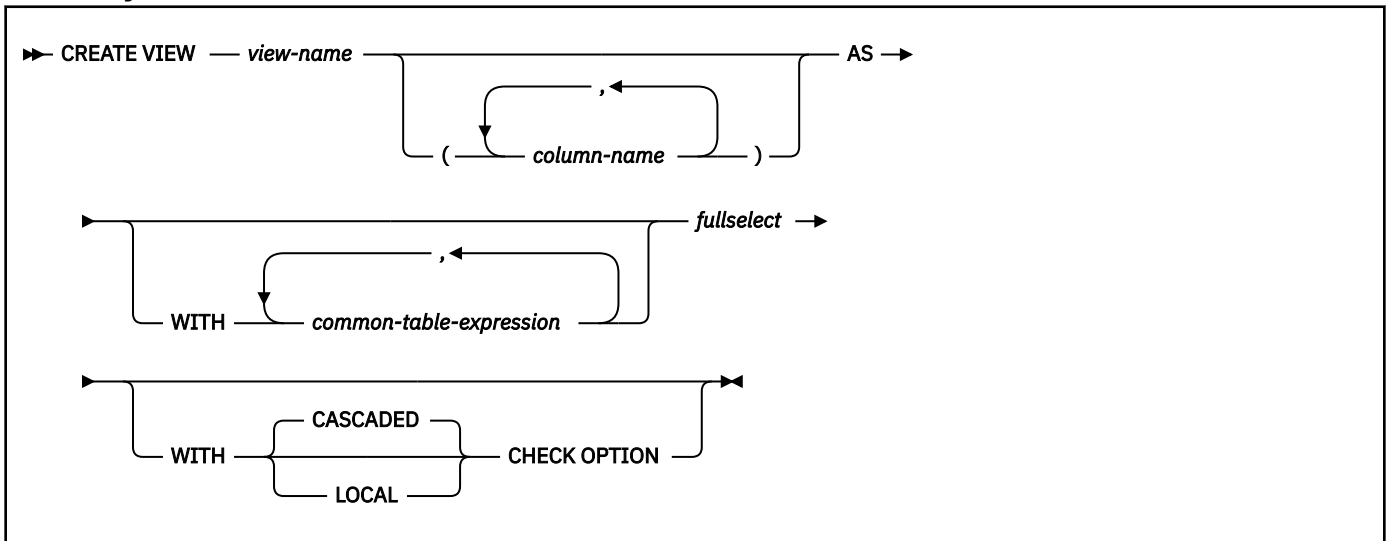 CREATE VIEW view-name AS
,
( column-name )
fullselect
,
WITH common-table-expression
CASCADED
WITH CHECK OPTION
LOCAL